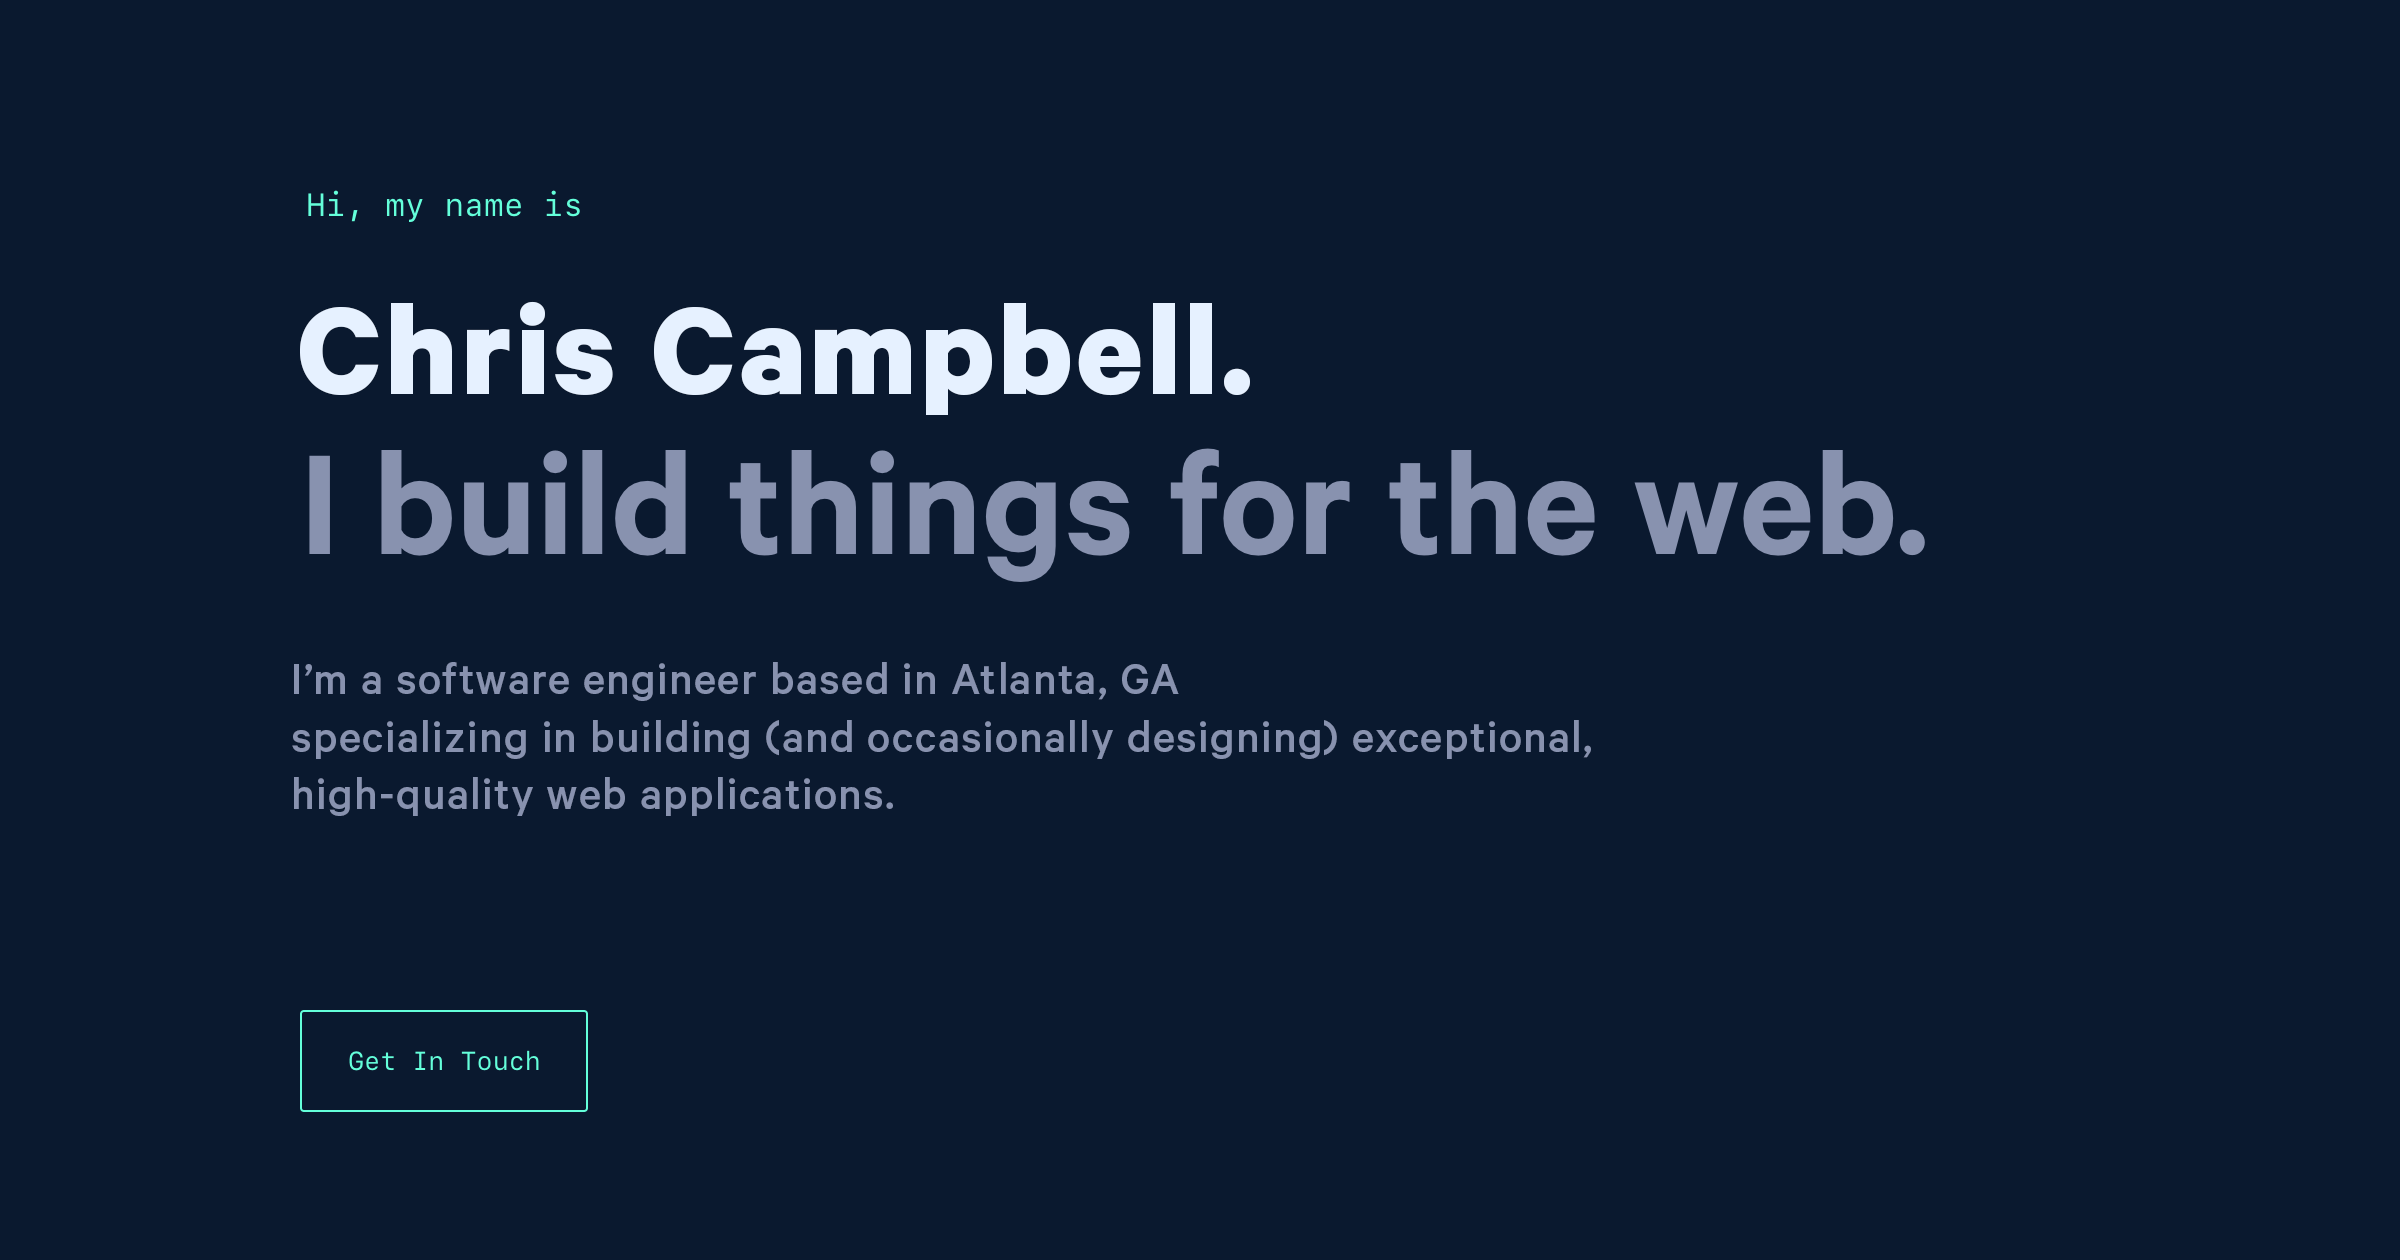 Hi, my name is
Chris Campbell.
I build things for the web.
I’m a software engineer based in Atlanta, GA
specializing in building (and occasionally designing) exceptional,
high-quality web applications.
Get In Touch